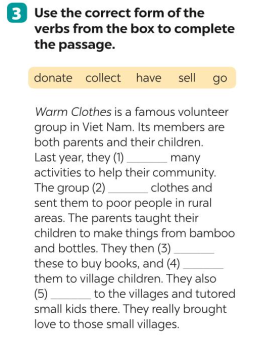 3 Use the correct form of the
verbs from the box to complete
the passage.
donate collect have sell go
Warm Clothes is a famous volunteer
group in Viet Nam. Its members are
both parents and their children.
Last year, they (1) ______ many
activities to help their community.
The group (2) ______ clothes and
sent them to poor people in rural
areas. The parents taught their
children to make things from bamboo
and bottles. They then (3) ______
these to buy books, and (4) ______
them to village children. They also
(5) ______ to the villages and tutored
small kids there. They really brought
love to those small villages.